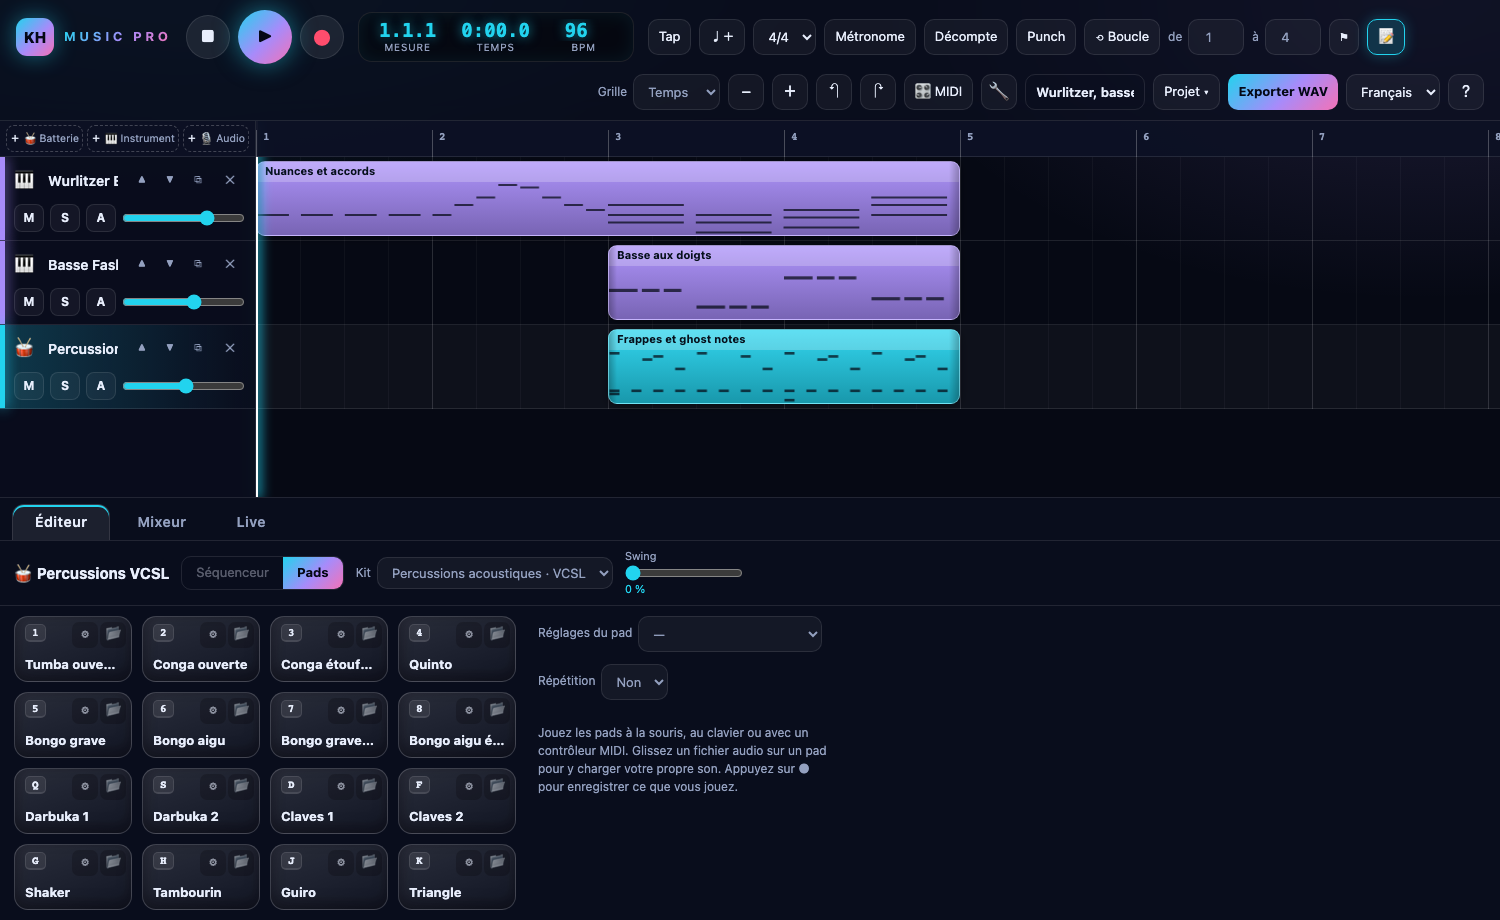 KH MUSIC PRO
1.1.1 0:00.0 96
MESURE TEMPS BPM
Tap ♩ + 4/4 Métronome Décompte Punch ⟲ Boucle de 1 à 4
Grille Temps − + MIDI Wurlitzer, basse Projet ▾ Exporter WAV Français ?
+ Batterie + Instrument + Audio
1 2 3 4 5 6 7 8
Wurlitzer E
M S A
Nuances et accords
Basse Fasl
M S A
Basse aux doigts
Percussior
M S A
Frappes et ghost notes
Éditeur Mixeur Live
Percussions VCSL Séquenceur Pads Kit Percussions acoustiques · VCSL
Swing
0 %
1 2 3 4
Tumba ouve... Conga ouverte Conga étouf... Quinto
5 6 7 8
Bongo grave Bongo aigu Bongo grave... Bongo aigu é...
Q S D F
Darbuka 1 Darbuka 2 Claves 1 Claves 2
G H J K
Shaker Tambourin Guiro Triangle
Réglages du pad —
Répétition Non
Jouez les pads à la souris, au clavier ou avec un
contrôleur MIDI. Glissez un fichier audio sur un pad
pour y charger votre propre son. Appuyez sur ●
pour enregistrer ce que vous jouez.